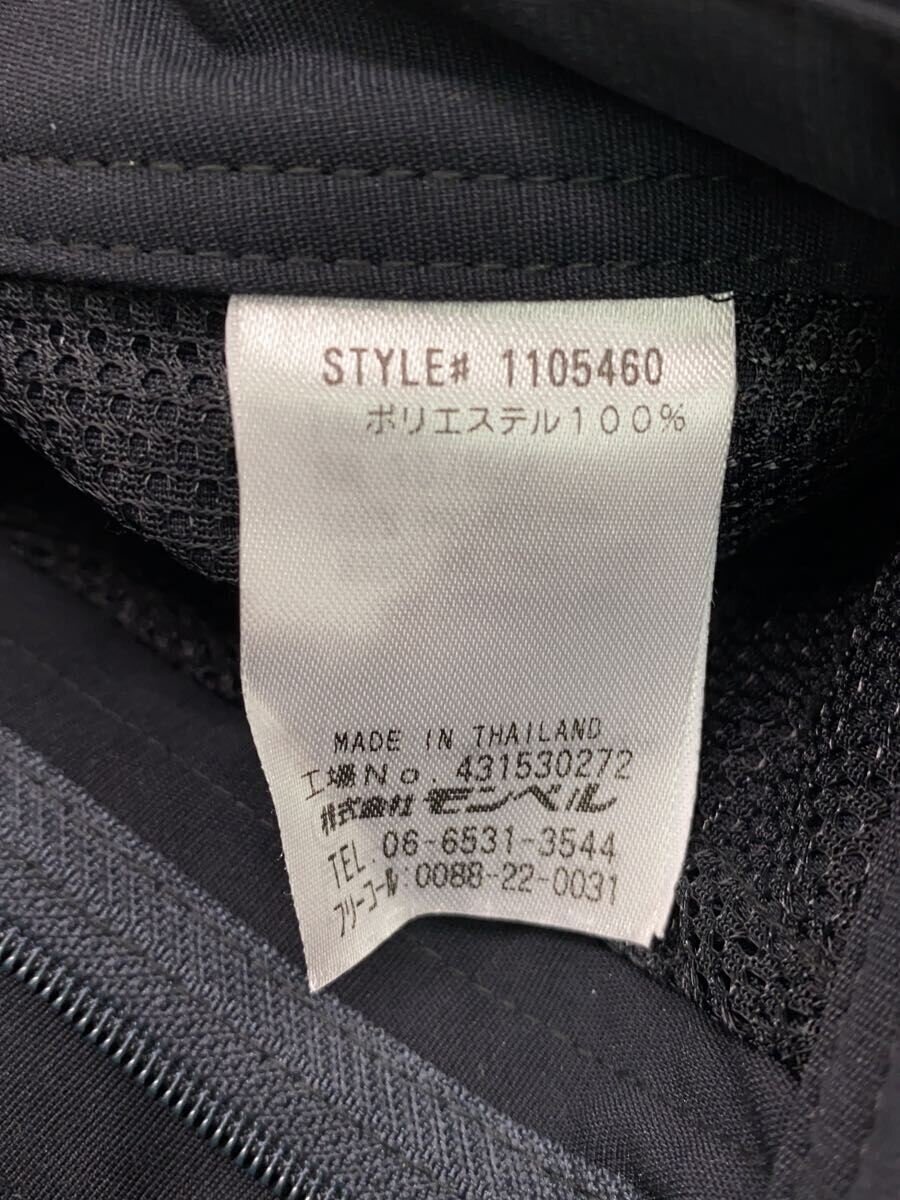 STYLE# 1105460
ポリエステル100%
MADE IN THAILAND
工場No. 431530272
株式会社 モンベル
TEL. 06-6531-3544
フリーコール:0088-22-0031